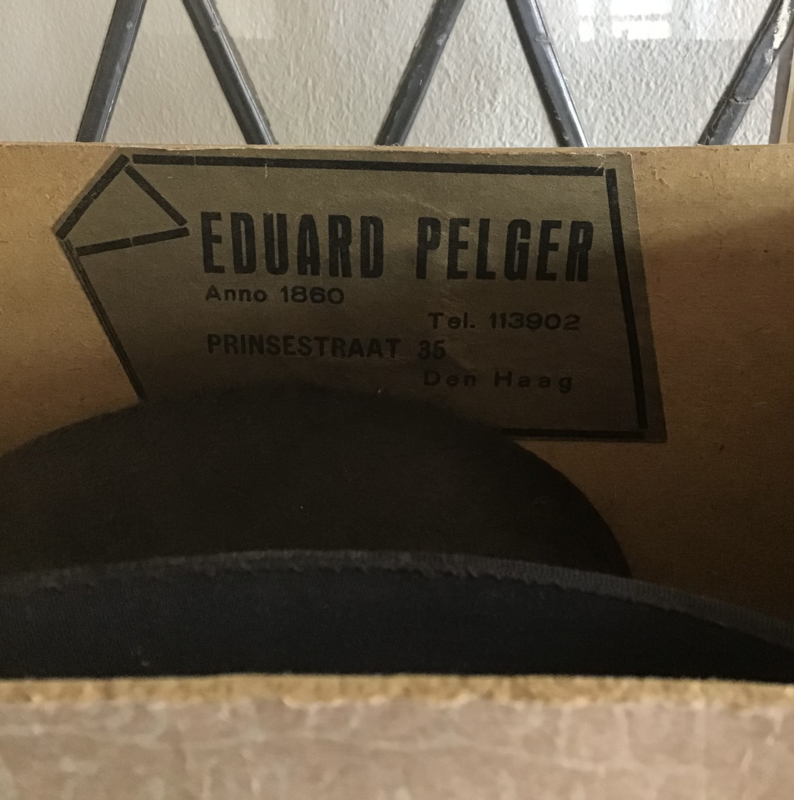 EDUARD PELGER
Anno 1860
Tel. 113902
PRINSESTRAAT 35
Den Haag